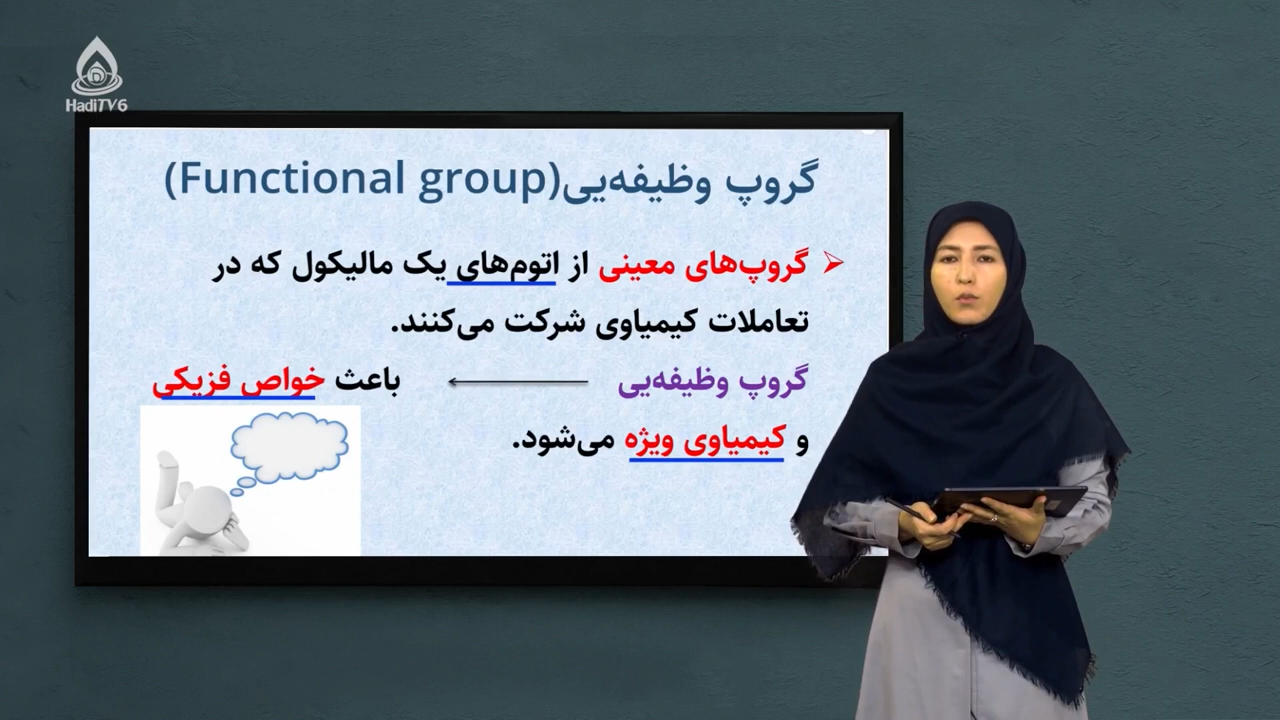 HadiTV6
گروپ وظیفه‌یی(Functional group)
گروپ‌های معینی از اتوم‌های یک مالیکول که در
تعاملات کیمیاوی شرکت می‌کنند.
گروپ وظیفه‌یی ← باعث خواص فزیکی
و کیمیاوی ویژه می‌شود.